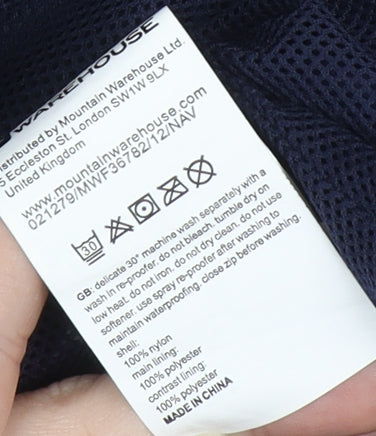 WAREHOUSE
stributed by Mountain Warehouse Ltd.
5 Eccleston St, London SW1W 9LX
United Kingdom
www.mountainwarehouse.com
021279/MWF36782/12/NAV
30
GB: delicate 30° machine wash separately with a
wash in re-proofer. do not bleach. tumble dry on
low heat. do not iron. do not dry clean. do not use
softener. use spray re-proofer after washing to
maintain waterproofing. close zip before washing.
shell:
100% nylon
main lining:
100% polyester
contrast lining:
100% polyester
MADE IN CHINA